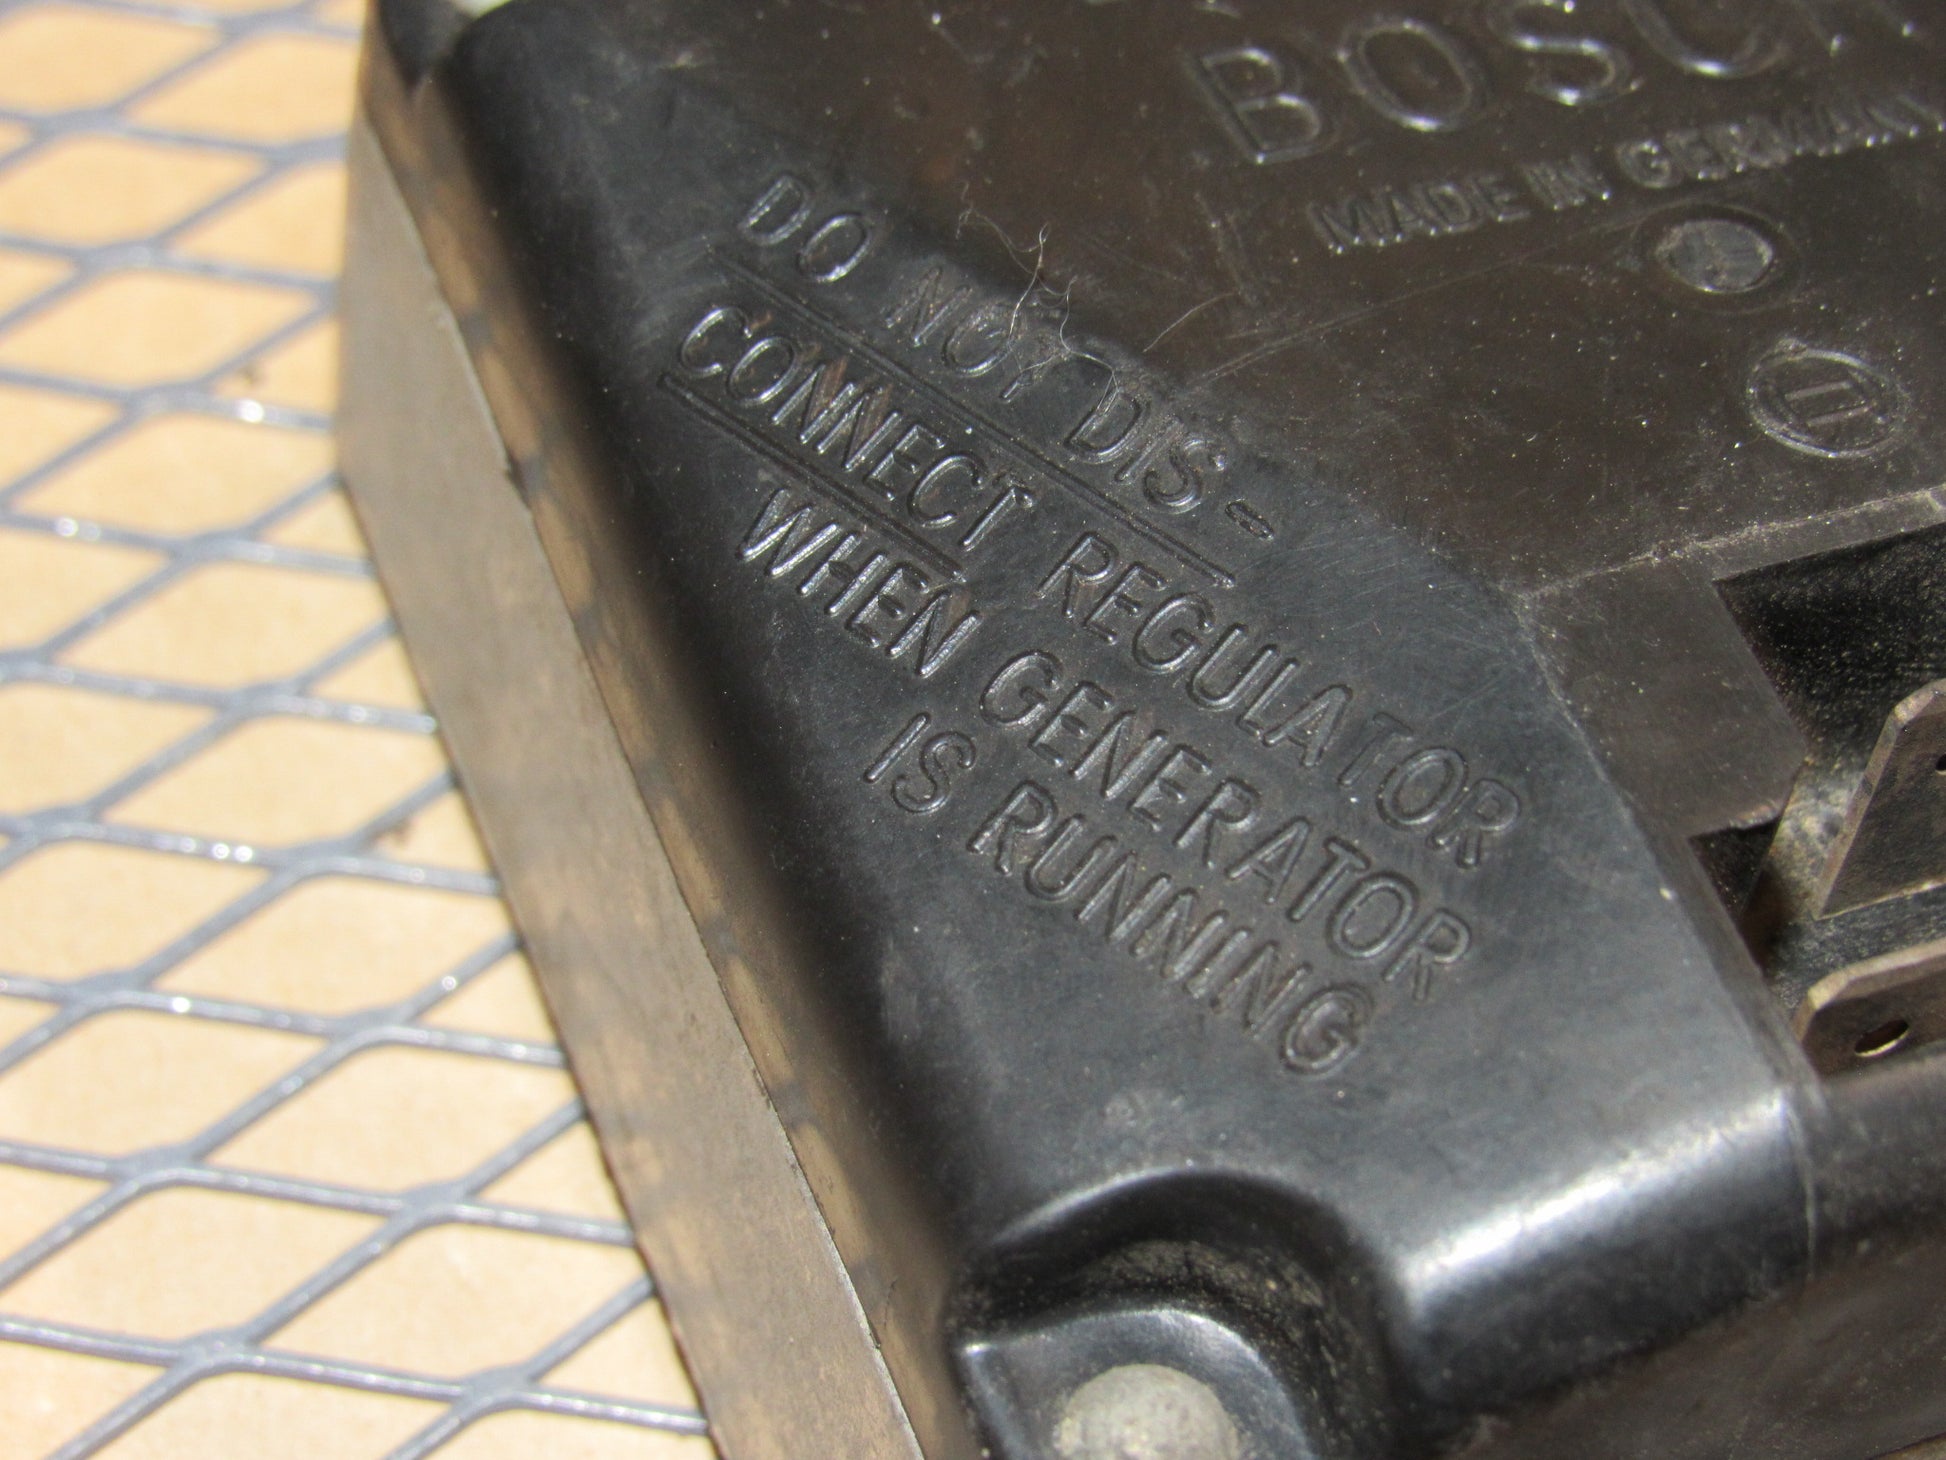 BOSCH
MADE IN GERMANY
DO NOT DIS-
CONNECT REGULATOR
WHEN GENERATOR
IS RUNNING